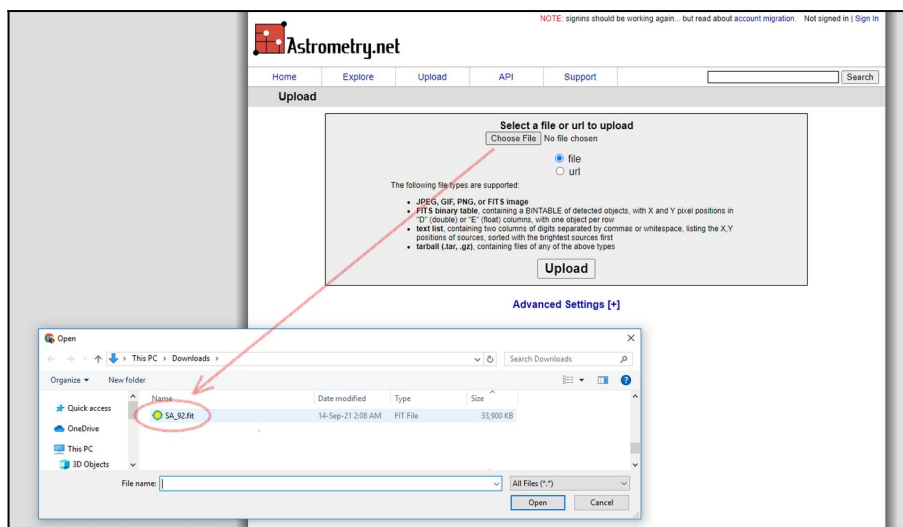 NOTE: signins should be working again... but read about account migration. Not signed in | Sign In
Astrometry.net
Home Explore Upload API Support Search
Upload
Select a file or url to upload
Choose File No file chosen
file
url
The following file types are supported:
• JPEG, GIF, PNG, or FITS image
• FITS binary table, containing a BINTABLE of detected objects, with X and Y pixel positions in
"D" (double) or "E" (float) columns, with one object per row
• text list, containing two columns of digits separated by commas or whitespace, listing the X,Y
positions of sources, sorted with the brightest sources first
• tarball (.tar, .gz), containing files of any of the above types
Upload
Advanced Settings [+]
Open
This PC > Downloads > Search Downloads
Organize New folder
Name Date modified Type Size
Quick access
SA_92.fit 14-Sep-21 2:08 AM FIT File 33,900 KB
OneDrive
This PC
3D Objects
File name: All Files (*.*)
Open Cancel